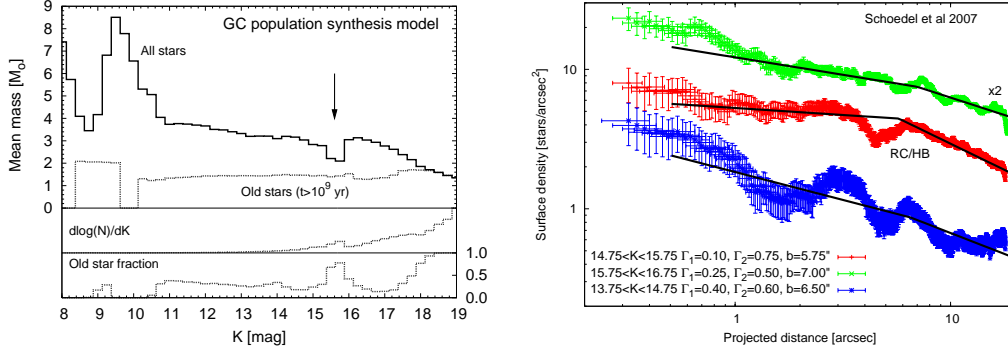 GC population synthesis model
All stars
Old stars (t>10⁹ yr)
dlog(N)/dK
Old star fraction
Mean mass [M₀]
9
8
7
6
5
4
3
2
1
0
1.0
0.5
0.0
8 9 10 11 12 13 14 15 16 17 18 19
K [mag]
Schoedel et al 2007
x2
RC/HB
14.75<K<15.75 Γ₁=0.10, Γ₂=0.75, b=5.75"
15.75<K<16.75 Γ₁=0.25, Γ₂=0.50, b=7.00"
13.75<K<14.75 Γ₁=0.40, Γ₂=0.60, b=6.50"
Surface density [stars/arcsec²]
10
1
1 10
Projected distance [arcsec]